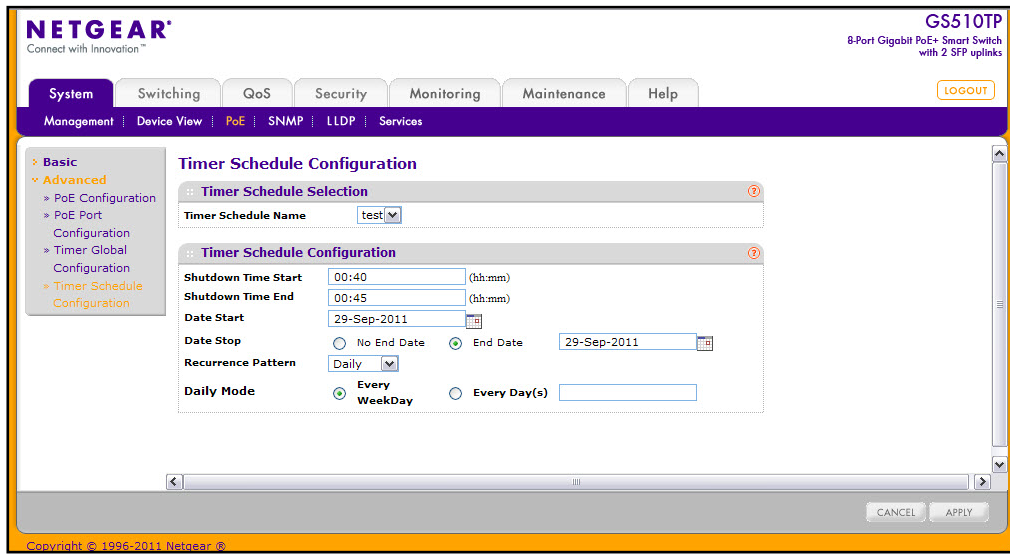 NETGEAR®
Connect with Innovation™
GS510TP
8-Port Gigabit PoE+ Smart Switch
with 2 SFP uplinks
System Switching QoS Security Monitoring Maintenance Help LOGOUT
Management Device View PoE SNMP LLDP Services
Basic
Advanced
» PoE Configuration
» PoE Port
Configuration
» Timer Global
Configuration
» Timer Schedule
Configuration
Timer Schedule Configuration
Timer Schedule Selection ?
Timer Schedule Name test
Timer Schedule Configuration ?
Shutdown Time Start 00:40 (hh:mm)
Shutdown Time End 00:45 (hh:mm)
Date Start 29-Sep-2011
Date Stop No End Date End Date 29-Sep-2011
Recurrence Pattern Daily
Daily Mode Every
WeekDay Every Day(s)
CANCEL APPLY
Copyright © 1996-2011 Netgear ®